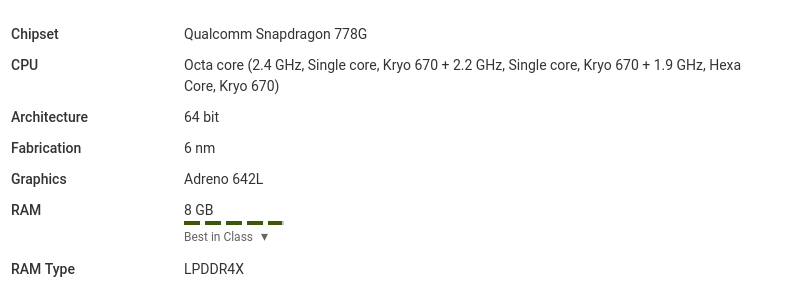 Chipset Qualcomm Snapdragon 778G
CPU Octa core (2.4 GHz, Single core, Kryo 670 + 2.2 GHz, Single core, Kryo 670 + 1.9 GHz, Hexa
Core, Kryo 670)
Architecture 64 bit
Fabrication 6 nm
Graphics Adreno 642L
RAM 8 GB
Best in Class ▼
RAM Type LPDDR4X